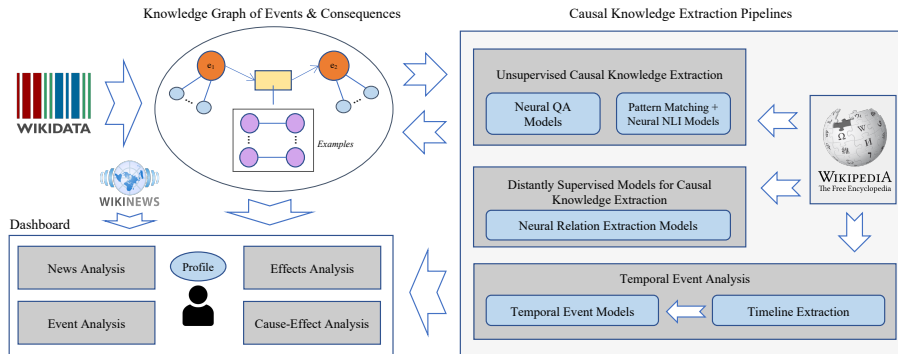 Knowledge Graph of Events & Consequences
Causal Knowledge Extraction Pipelines
WIKIDATA
e1
e2
Examples
WIKINEWS
Unsupervised Causal Knowledge Extraction
Neural QA
Models
Pattern Matching +
Neural NLI Models
Distantly Supervised Models for Causal
Knowledge Extraction
Neural Relation Extraction Models
WIKIPEDIA
The Free Encyclopedia
Temporal Event Analysis
Temporal Event Models
Timeline Extraction
Dashboard
News Analysis
Profile
Effects Analysis
Event Analysis
Cause-Effect Analysis